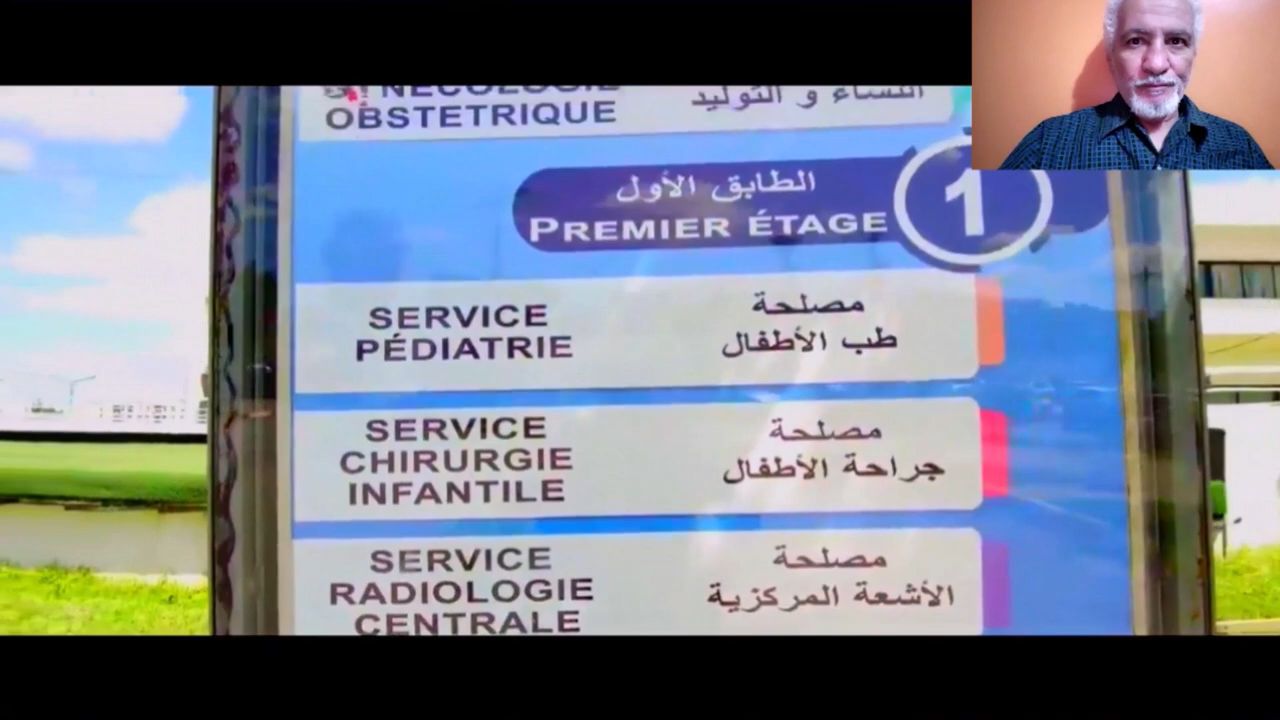 OBSTETRIQUE
النساء و التوليد
الطابق الأول
PREMIER ÉTAGE
1
SERVICE
PÉDIATRIE
مصلحة
طب الأطفال
SERVICE
CHIRURGIE
INFANTILE
مصلحة
جراحة الأطفال
SERVICE
RADIOLOGIE
CENTRALE
مصلحة
الأشعة المركزية